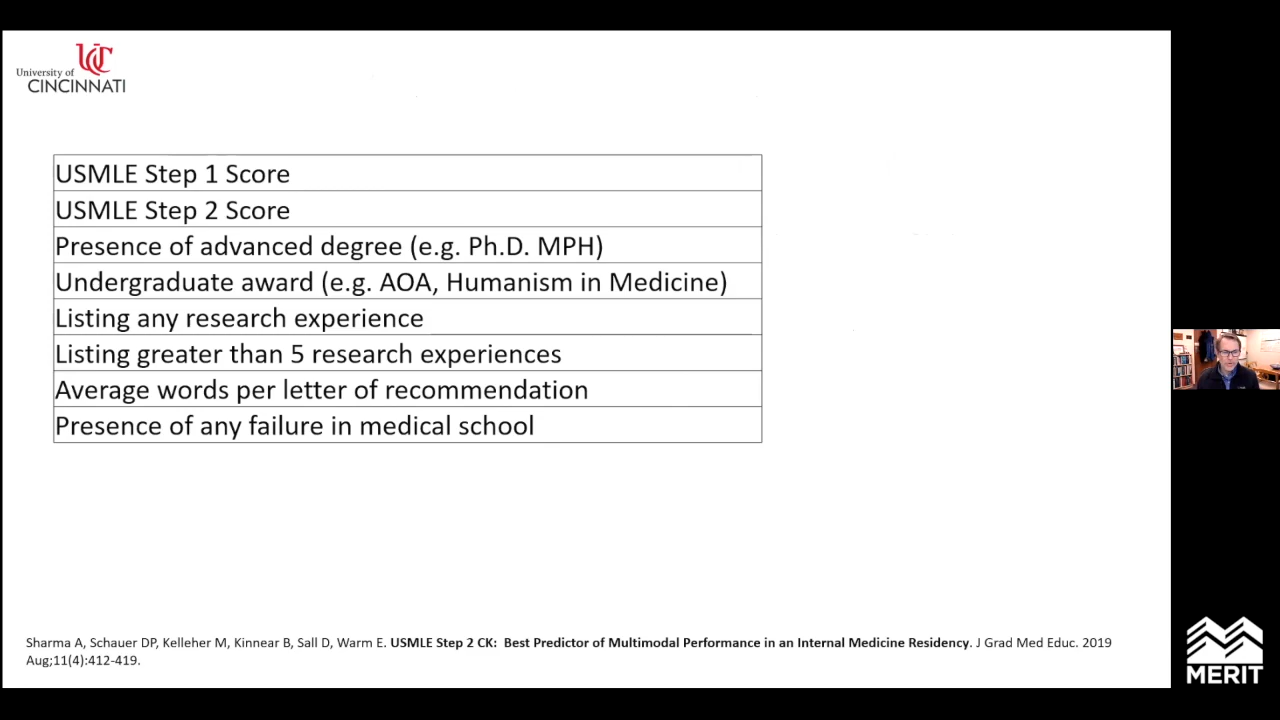 University of
CINCINNATI
USMLE Step 1 Score
USMLE Step 2 Score
Presence of advanced degree (e.g. Ph.D. MPH)
Undergraduate award (e.g. AOA, Humanism in Medicine)
Listing any research experience
Listing greater than 5 research experiences
Average words per letter of recommendation
Presence of any failure in medical school
Sharma A, Schauer DP, Kelleher M, Kinnear B, Sall D, Warm E. USMLE Step 2 CK:  Best Predictor of Multimodal Performance in an Internal Medicine Residency. J Grad Med Educ. 2019
Aug;11(4):412-419.
MERIT